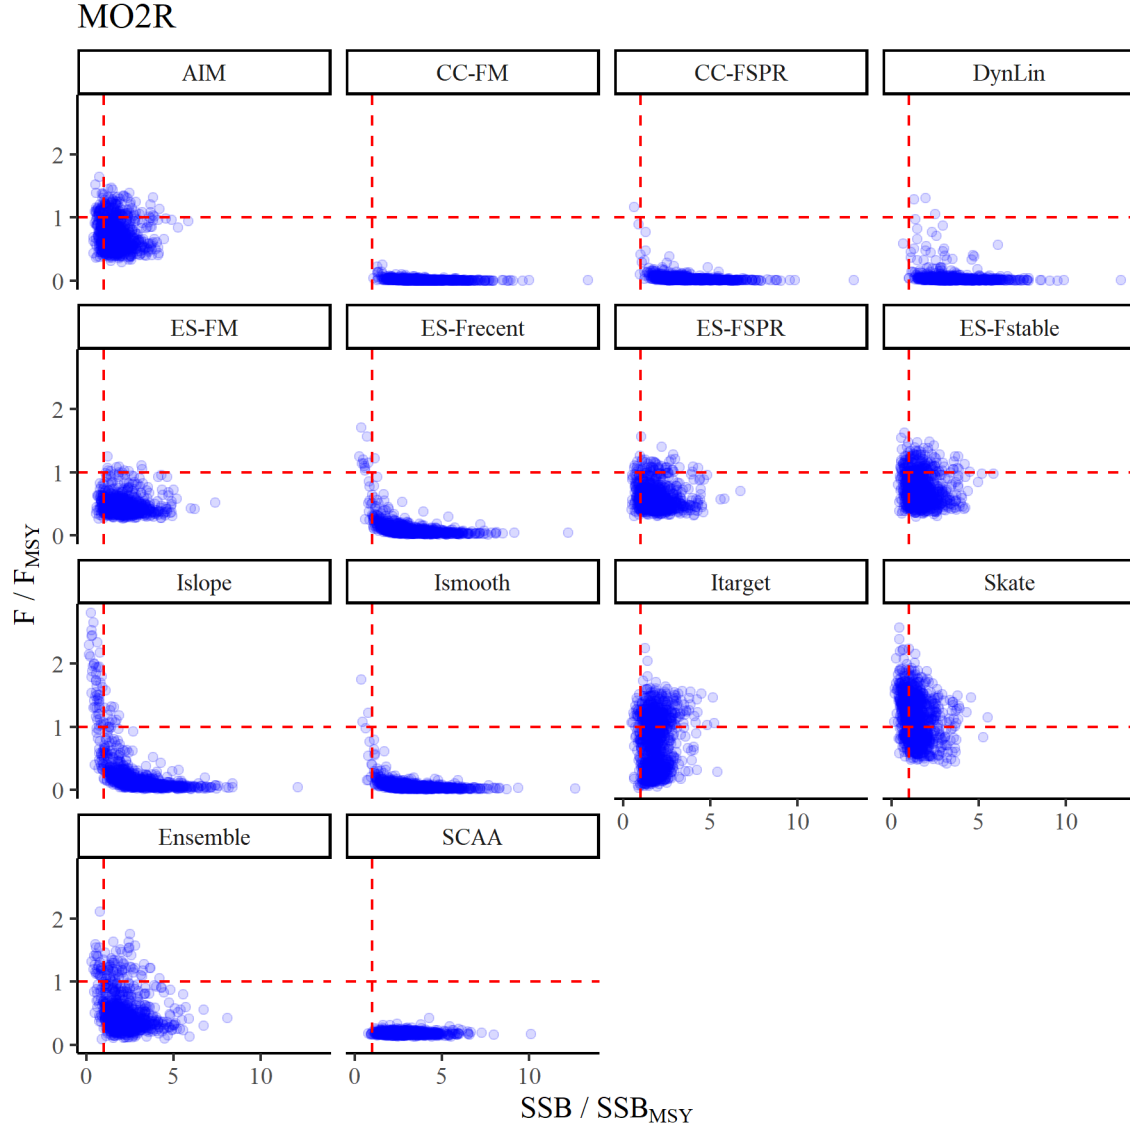 MO2R
AIM CC-FM CC-FSPR DynLin
2
1
0
ES-FM ES-Frecent ES-FSPR ES-Fstable
2
1
0
F / FMSY
Islope Ismooth Itarget Skate
2
1
0
0 5 10 0 5 10
Ensemble SCAA
2
1
0
0 5 10 0 5 10
SSB / SSBMSY